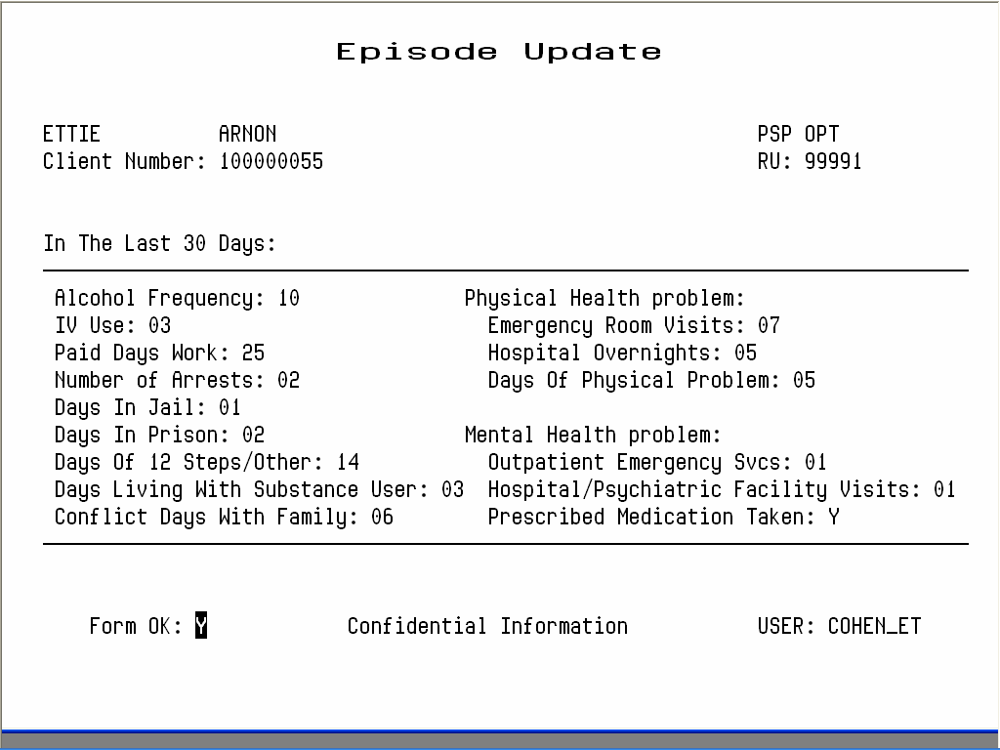 Episode Update
ETTIE ARNON PSP OPT
Client Number: 100000055 RU: 99991
In The Last 30 Days:
Alcohol Frequency: 10 Physical Health problem:
IV Use: 03 Emergency Room Visits: 07
Paid Days Work: 25 Hospital Overnights: 05
Number of Arrests: 02 Days Of Physical Problem: 05
Days In Jail: 01
Days In Prison: 02 Mental Health problem:
Days Of 12 Steps/Other: 14 Outpatient Emergency Svcs: 01
Days Living With Substance User: 03 Hospital/Psychiatric Facility Visits: 01
Conflict Days With Family: 06 Prescribed Medication Taken: Y
Form OK: Y Confidential Information USER: COHEN_ET